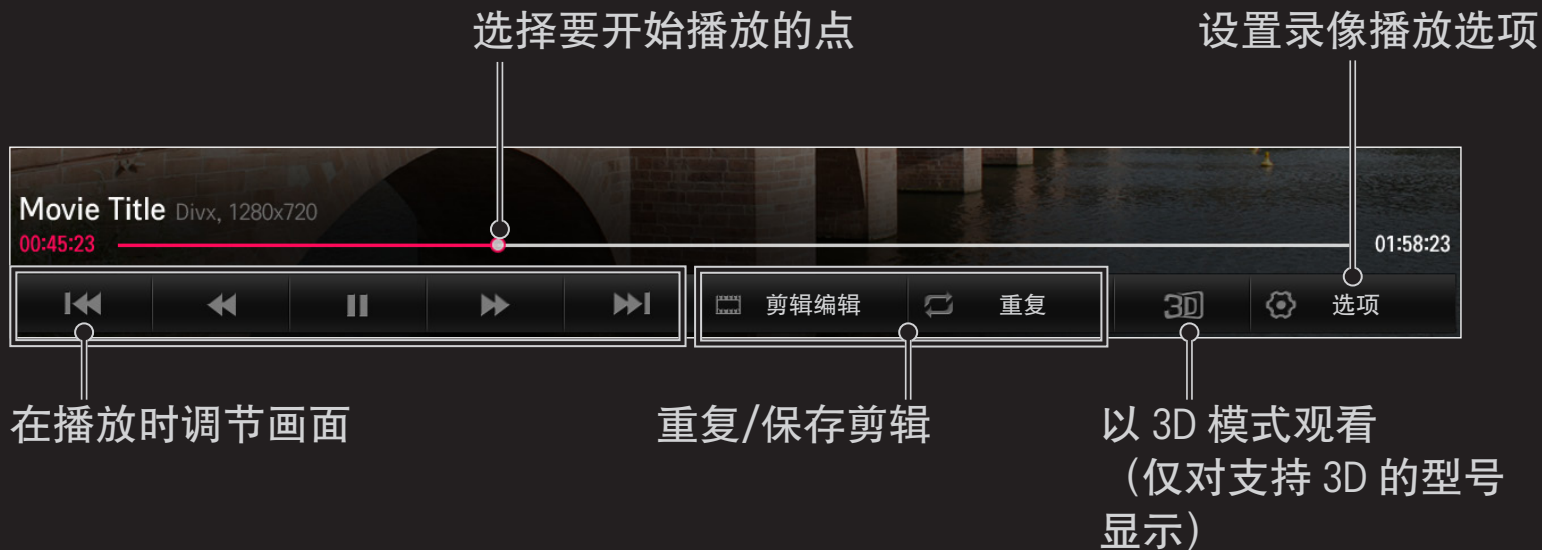 选择要开始播放的点
设置录像播放选项
Movie Title Divx, 1280x720
00:45:23
01:58:23
剪辑编辑
重复
3D
选项
在播放时调节画面
重复/保存剪辑
以 3D 模式观看
（仅对支持 3D 的型号
显示）